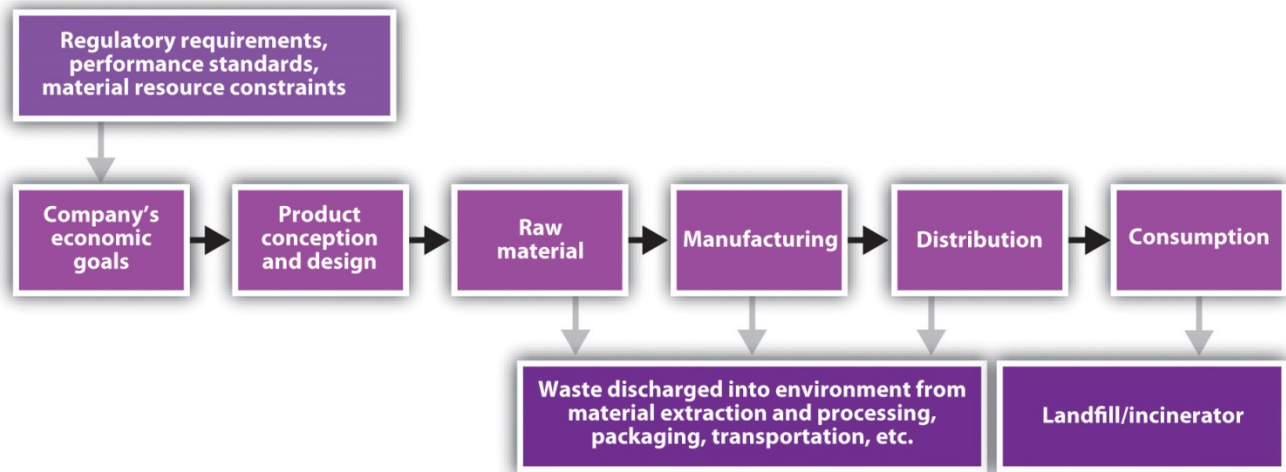 Regulatory requirements,
performance standards,
material resource constraints
Company’s
economic
goals
Product
conception
and design
Raw
material
Manufacturing
Distribution
Consumption
Waste discharged into environment from
material extraction and processing,
packaging, transportation, etc.
Landfill/incinerator